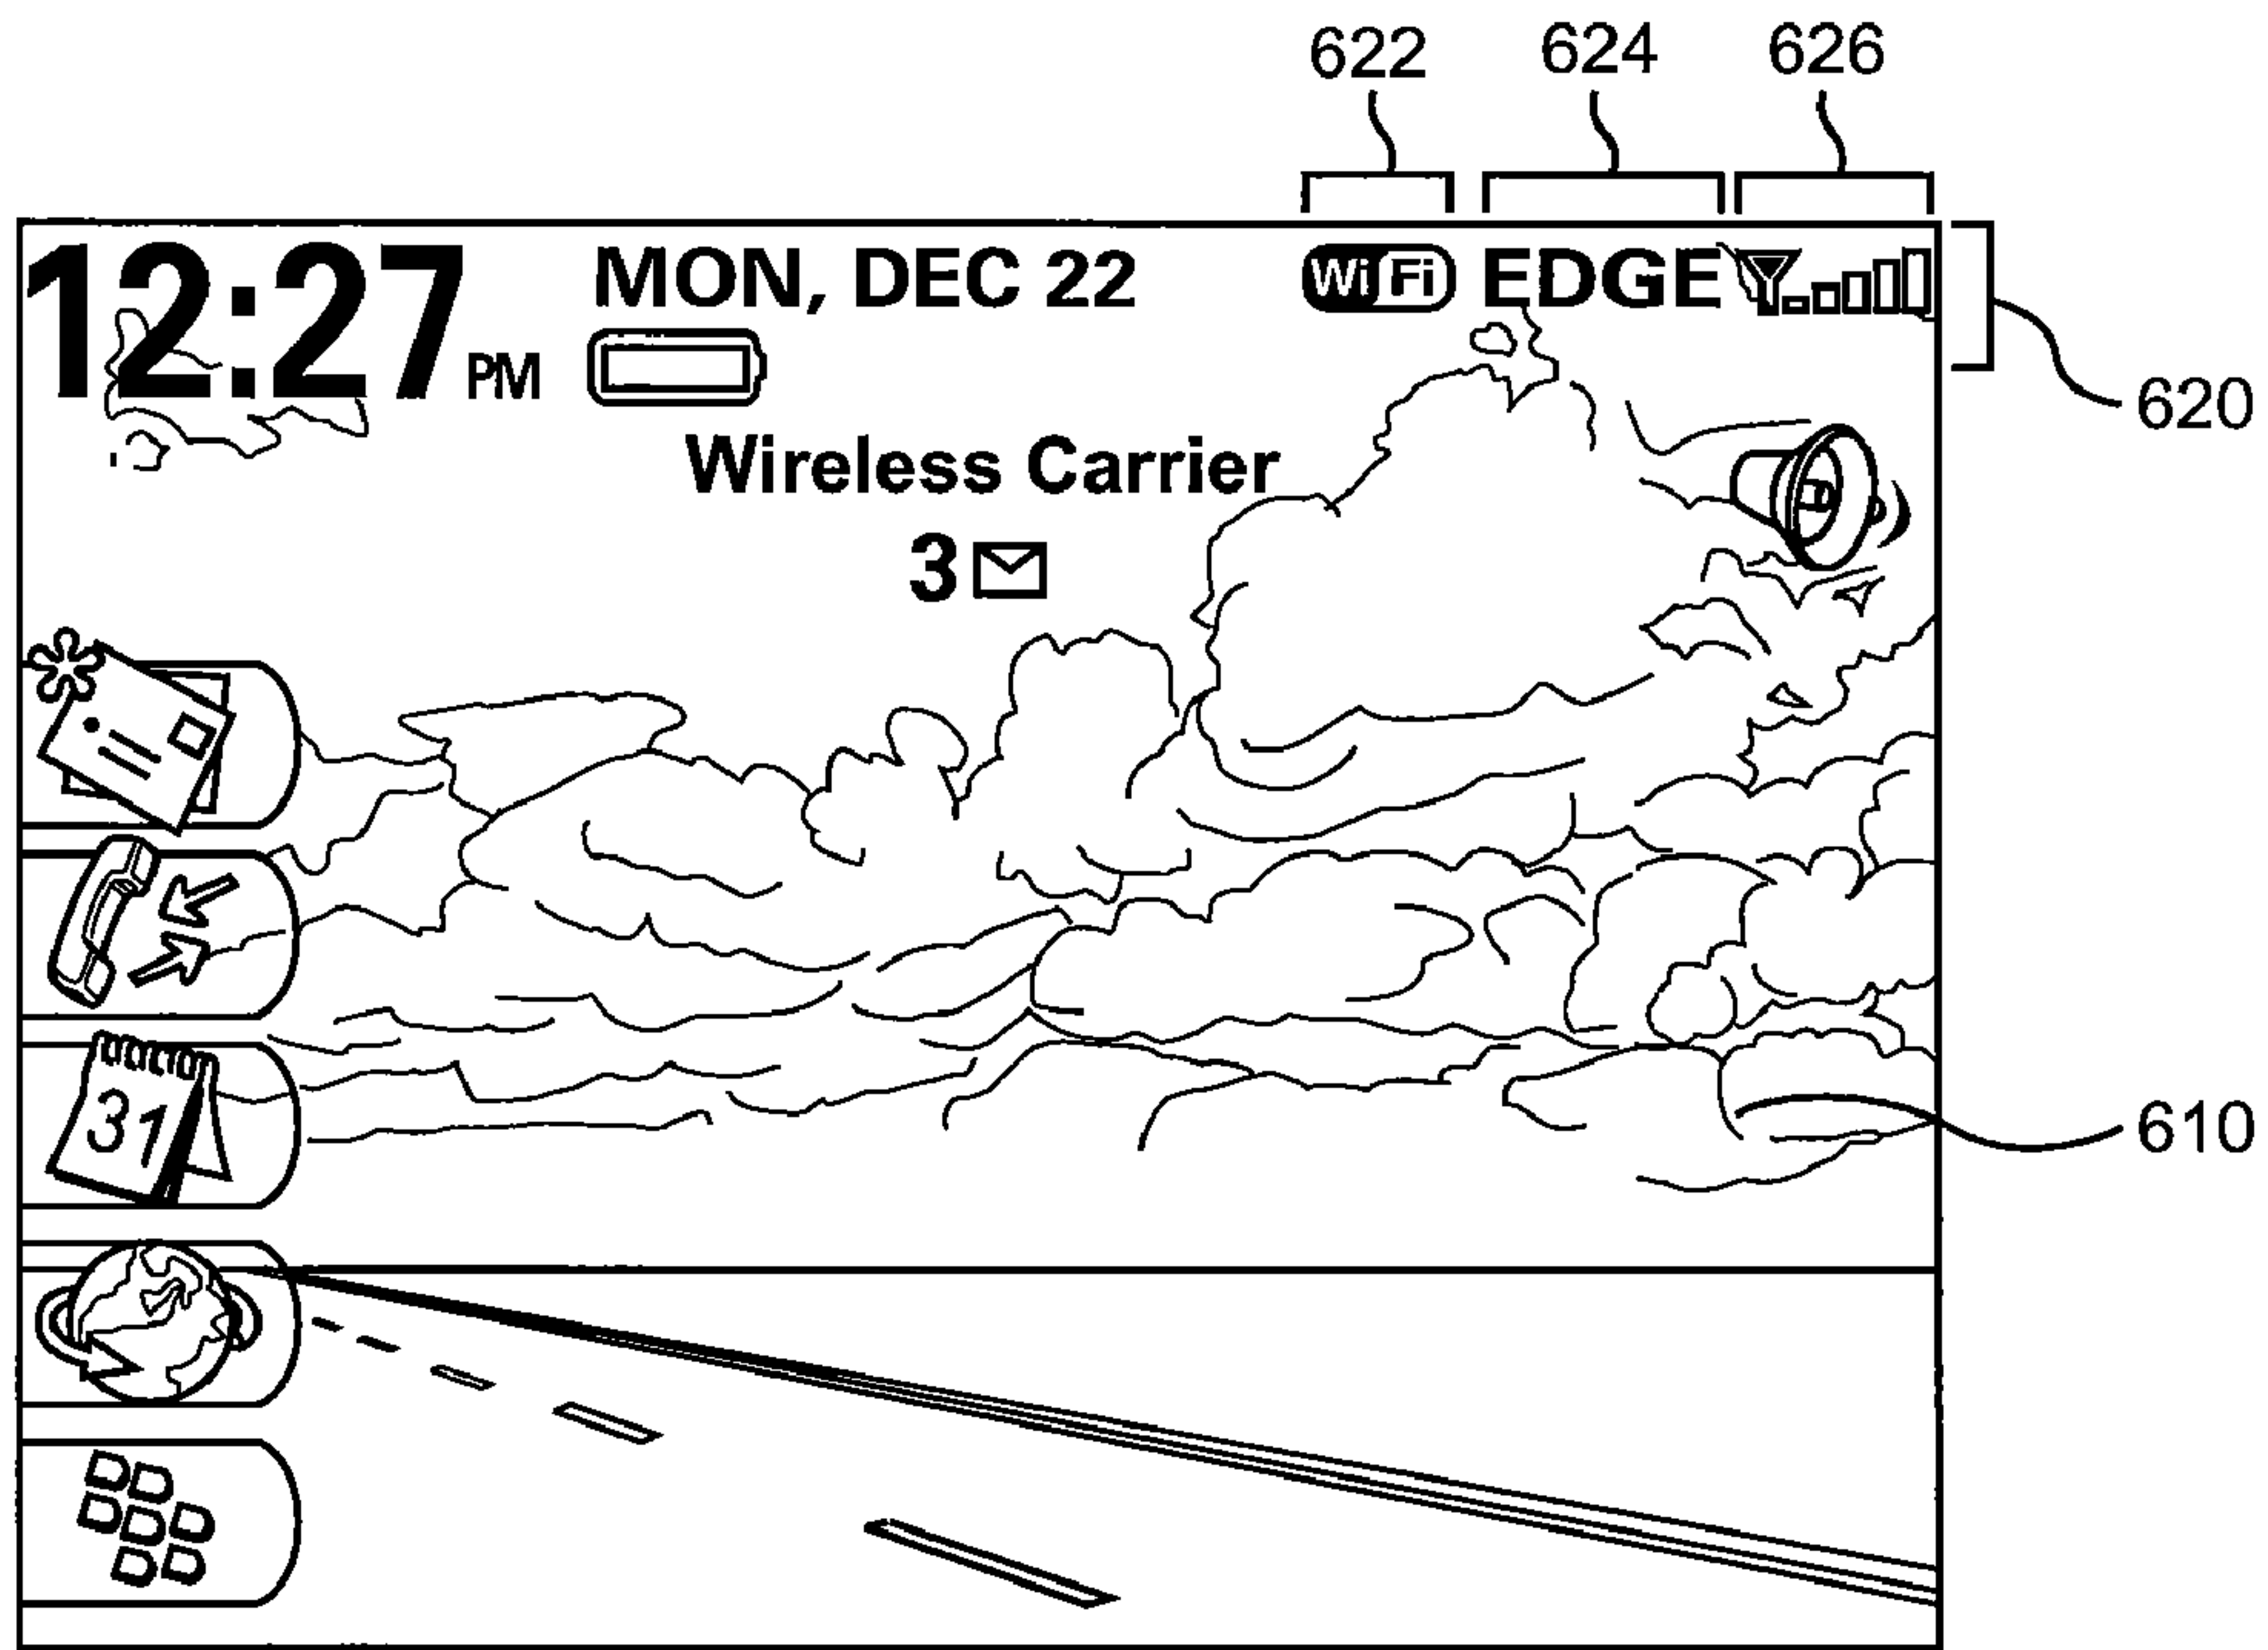 622 624 626
12:27 PM MON, DEC 22 WiFi EDGE
620
Wireless Carrier
3
31
610